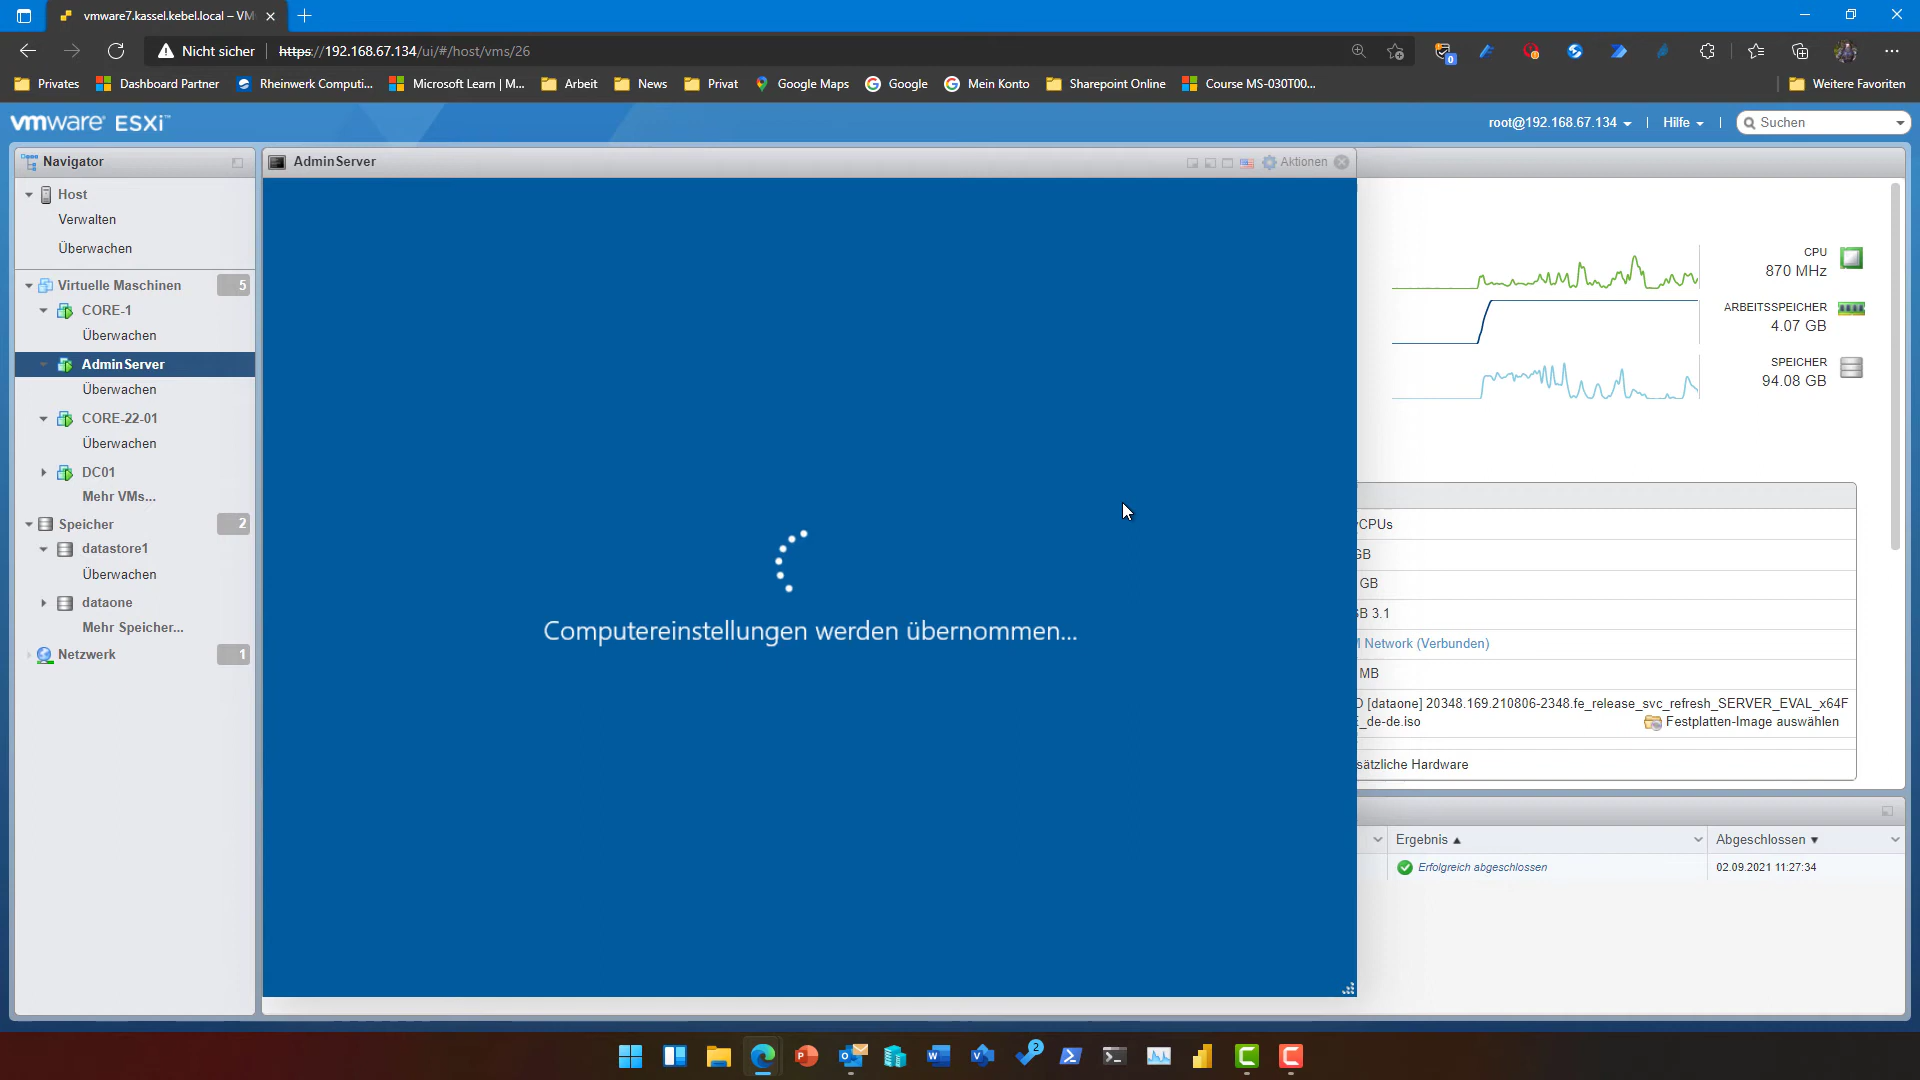 vmware7.kassel.kebel.local – VM
Nicht sicher
https://192.168.67.134/ui/#/host/vms/26
0
Privates
Dashboard Partner
Rheinwerk Computi...
Microsoft Learn | M...
Arbeit
News
Privat
Google Maps
Google
Mein Konto
Sharepoint Online
Course MS-030T00...
Weitere Favoriten
vmware ESXi™
root@192.168.67.134
Hilfe
Suchen
Navigator
Host
Verwalten
Überwachen
Virtuelle Maschinen
5
CORE-1
Überwachen
AdminServer
Überwachen
CORE-22-01
Überwachen
DC01
Mehr VMs...
Speicher
2
datastore1
Überwachen
dataone
Mehr Speicher...
Netzwerk
1
AdminServer
Aktionen
Computereinstellungen werden übernommen...
CPU
870 MHz
ARBEITSSPEICHER
4.07 GB
SPEICHER
94.08 GB
CPUs
GB
GB
B 3.1
Network (Verbunden)
MB
[dataone] 20348.169.210806-2348.fe_release_svc_refresh_SERVER_EVAL_x64F
E_de-de.iso
Festplatten-Image auswählen
sätzliche Hardware
Ergebnis
Abgeschlossen
Erfolgreich abgeschlossen
02.09.2021 11:27:34
2